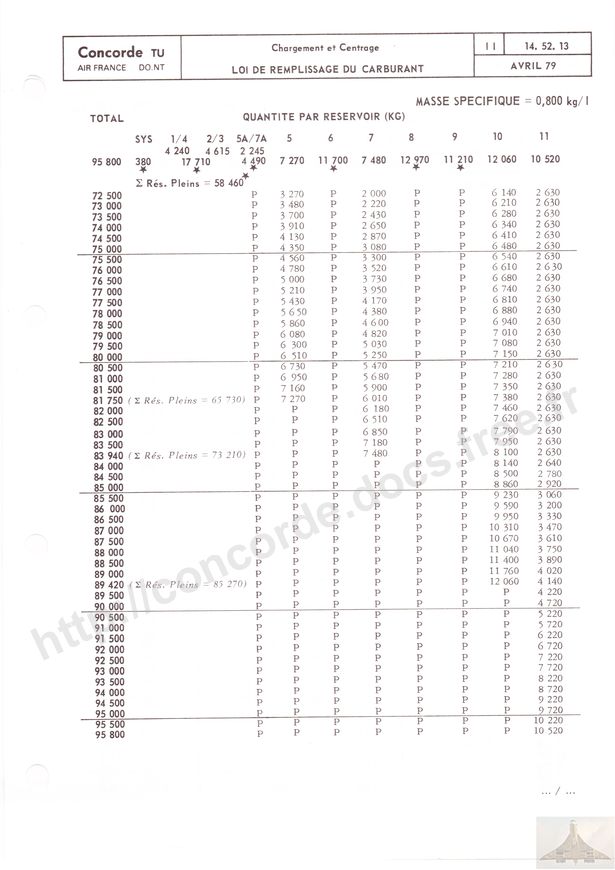 Concorde TU
AIR FRANCE DO.NT
Chargement et Centrage
LOI DE REMPLISSAGE DU CARBURANT
11 14. 52. 13
AVRIL 79
MASSE SPECIFIQUE = 0,800 kg/l
TOTAL QUANTITE PAR RESERVOIR (KG)
SYS 1/4 2/3 5A/7A 5 6 7 8 9 10 11
4 240 4 615 2 245
95 800 380 17 710 4 490 7 270 11 700 7 480 12 970 11 210 12 060 10 520
★ ★ ★ ★ ★ ★
Σ Rés. Pleins = 58 460
72 500 P 3 270 P 2 000 P P 6 140 2 630
73 000 P 3 480 P 2 220 P P 6 210 2 630
73 500 P 3 700 P 2 430 P P 6 280 2 630
74 000 P 3 910 P 2 650 P P 6 340 2 630
74 500 P 4 130 P 2 870 P P 6 410 2 630
75 000 P 4 350 P 3 080 P P 6 480 2 630
75 500 P 4 560 P 3 300 P P 6 540 2 630
76 000 P 4 780 P 3 520 P P 6 610 2 630
76 500 P 5 000 P 3 730 P P 6 680 2 630
77 000 P 5 210 P 3 950 P P 6 740 2 630
77 500 P 5 430 P 4 170 P P 6 810 2 630
78 000 P 5 650 P 4 380 P P 6 880 2 630
78 500 P 5 860 P 4 600 P P 6 940 2 630
79 000 P 6 080 P 4 820 P P 7 010 2 630
79 500 P 6 300 P 5 030 P P 7 080 2 630
80 000 P 6 510 P 5 250 P P 7 150 2 630
80 500 P 6 730 P 5 470 P P 7 210 2 630
81 000 P 6 950 P 5 680 P P 7 280 2 630
81 500 P 7 160 P 5 900 P P 7 350 2 630
81 750 (Σ Rés. Pleins = 65 730) P 7 270 P 6 010 P P 7 380 2 630
82 000 P P P 6 180 P P 7 460 2 630
82 500 P P P 6 510 P P 7 620 2 630
83 000 P P P 6 850 P P 7 790 2 630
83 500 P P P 7 180 P P 7 950 2 630
83 940 (Σ Rés. Pleins = 73 210) P P P 7 480 P P 8 100 2 630
84 000 P P P P P P 8 140 2 640
84 500 P P P P P P 8 500 2 780
85 000 P P P P P P 8 860 2 920
85 500 P P P P P P 9 230 3 060
86 000 P P P P P P 9 590 3 200
86 500 P P P P P P 9 950 3 330
87 000 P P P P P P 10 310 3 470
87 500 P P P P P P 10 670 3 610
88 000 P P P P P P 11 040 3 750
88 500 P P P P P P 11 400 3 890
89 000 P P P P P P 11 760 4 020
89 420 (Σ Rés. Pleins = 85 270) P P P P P P 12 060 4 140
89 500 P P P P P P P 4 220
90 000 P P P P P P P 4 720
90 500 P P P P P P P 5 220
91 000 P P P P P P P 5 720
91 500 P P P P P P P 6 220
92 000 P P P P P P P 6 720
92 500 P P P P P P P 7 220
93 000 P P P P P P P 7 720
93 500 P P P P P P P 8 220
94 000 P P P P P P P 8 720
94 500 P P P P P P P 9 220
95 000 P P P P P P P 9 720
95 500 P P P P P P P 10 220
95 800 P P P P P P P 10 520
... / ...
http://concorde.docs.free.fr